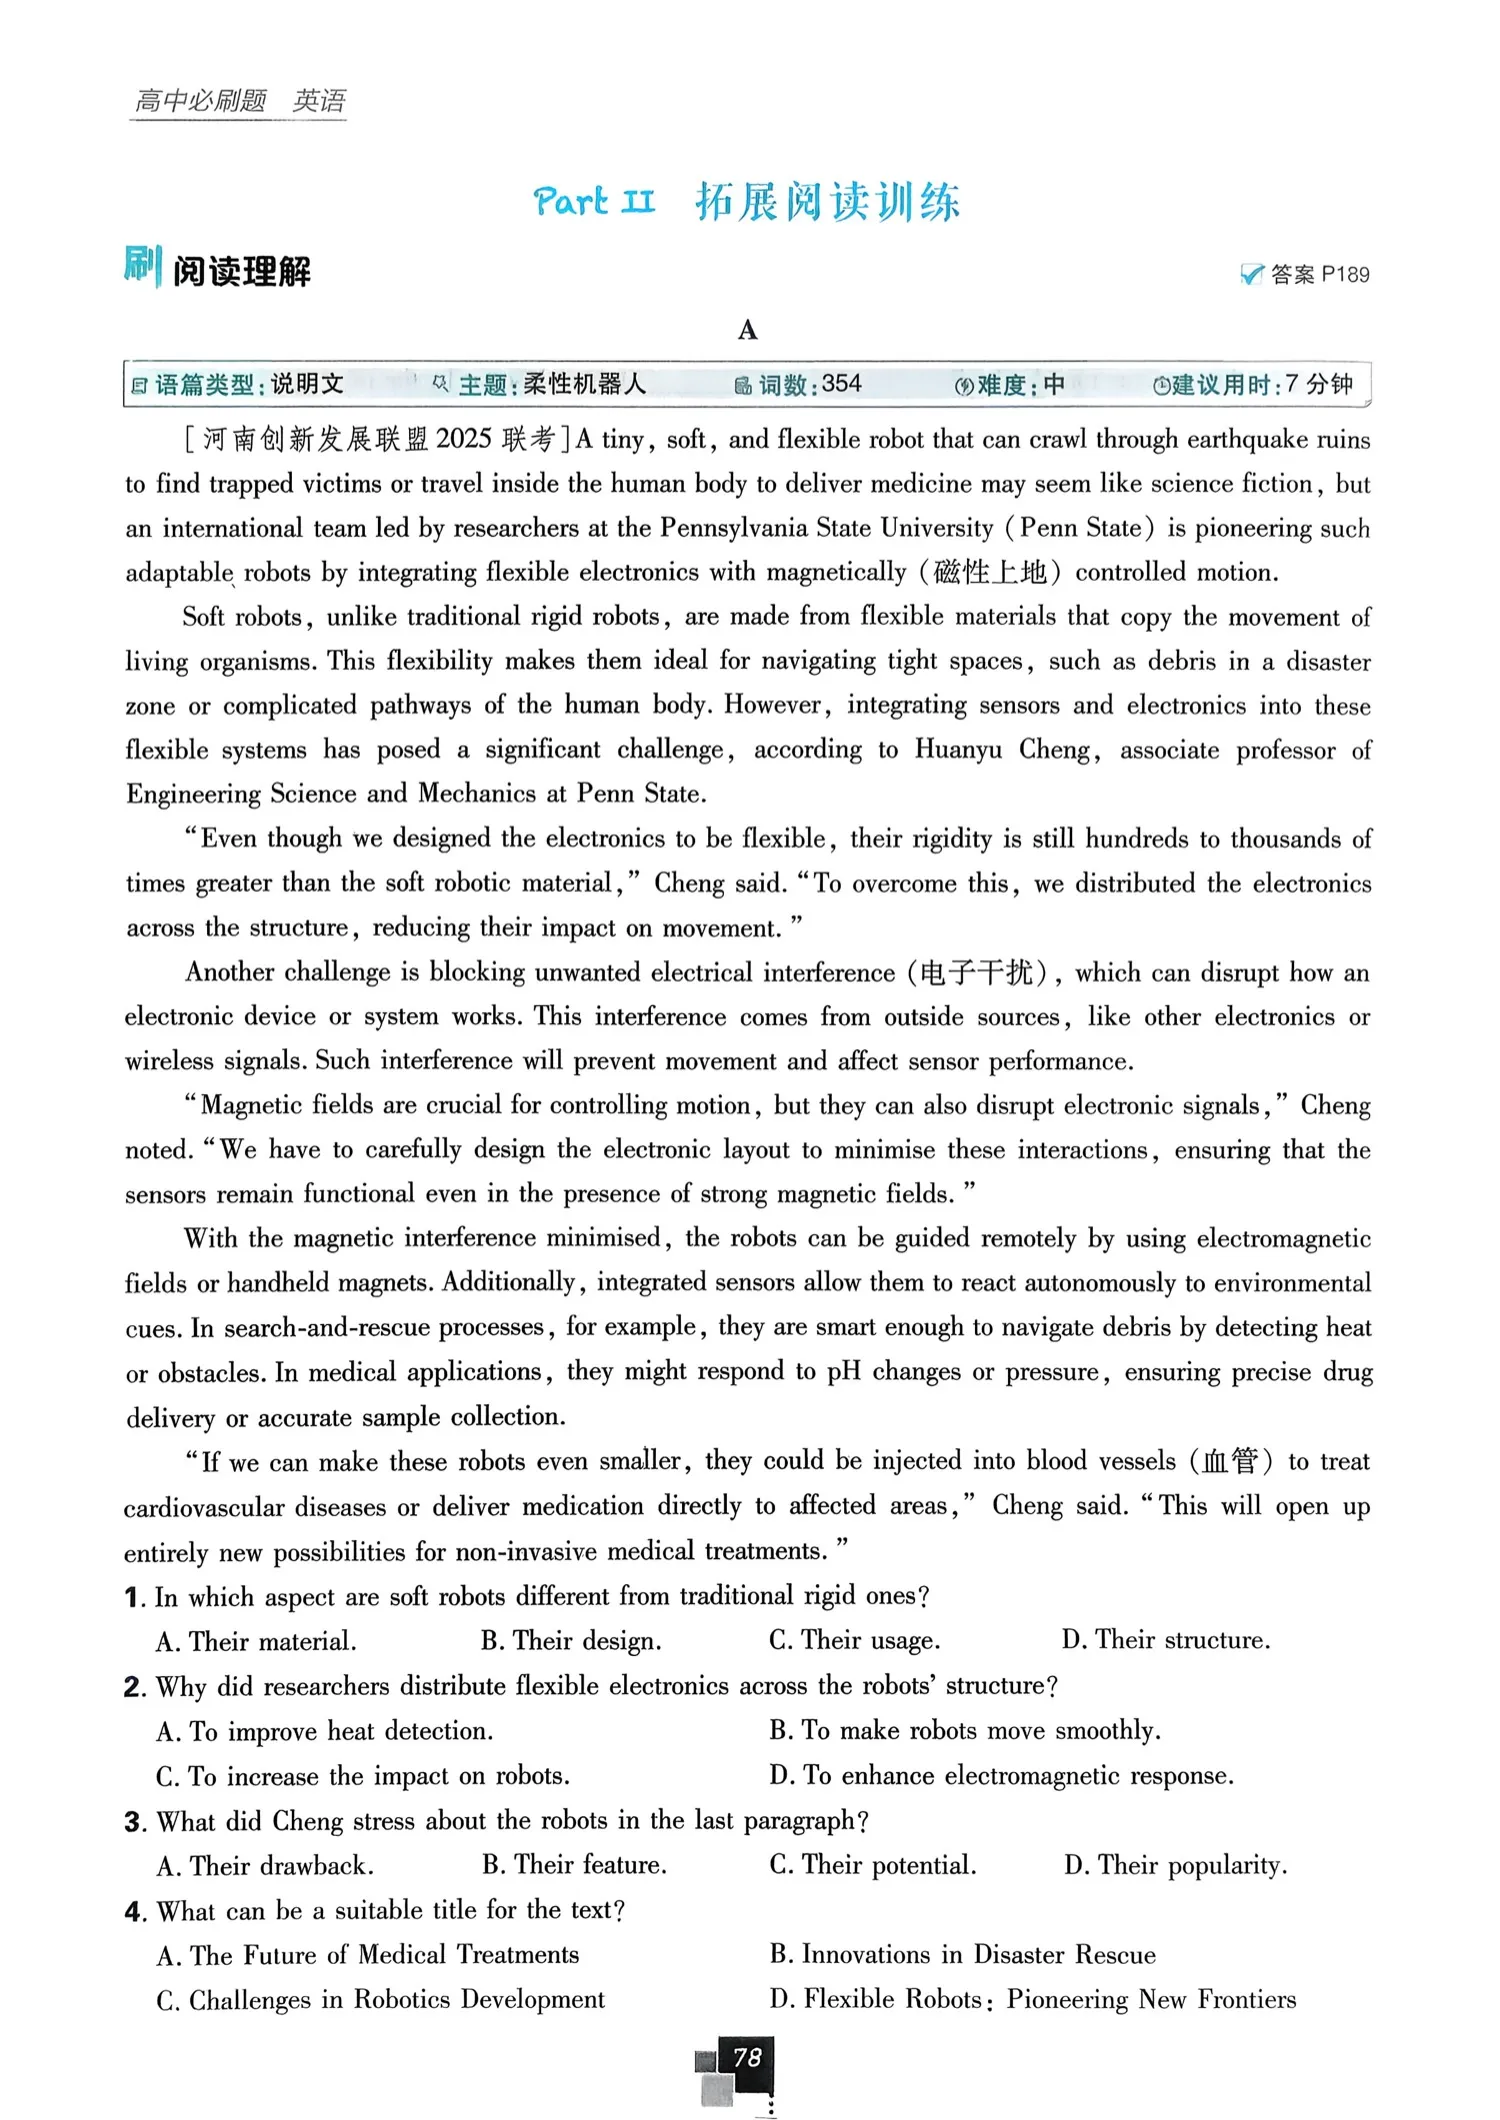 高中必刷题 英语
Part II 拓展阅读训练
刷 阅读理解
答案 P189
A
语篇类型:说明文 主题:柔性机器人 词数:354 难度:中 建议用时:7 分钟
[河南创新发展联盟 2025 联考]A tiny, soft, and flexible robot that can crawl through earthquake ruins
to find trapped victims or travel inside the human body to deliver medicine may seem like science fiction, but
an international team led by researchers at the Pennsylvania State University (Penn State) is pioneering such
adaptable robots by integrating flexible electronics with magnetically (磁性上地) controlled motion.
Soft robots, unlike traditional rigid robots, are made from flexible materials that copy the movement of
living organisms. This flexibility makes them ideal for navigating tight spaces, such as debris in a disaster
zone or complicated pathways of the human body. However, integrating sensors and electronics into these
flexible systems has posed a significant challenge, according to Huanyu Cheng, associate professor of
Engineering Science and Mechanics at Penn State.
“Even though we designed the electronics to be flexible, their rigidity is still hundreds to thousands of
times greater than the soft robotic material,” Cheng said. “To overcome this, we distributed the electronics
across the structure, reducing their impact on movement.”
Another challenge is blocking unwanted electrical interference (电子干扰), which can disrupt how an
electronic device or system works. This interference comes from outside sources, like other electronics or
wireless signals. Such interference will prevent movement and affect sensor performance.
“Magnetic fields are crucial for controlling motion, but they can also disrupt electronic signals,” Cheng
noted. “We have to carefully design the electronic layout to minimise these interactions, ensuring that the
sensors remain functional even in the presence of strong magnetic fields.”
With the magnetic interference minimised, the robots can be guided remotely by using electromagnetic
fields or handheld magnets. Additionally, integrated sensors allow them to react autonomously to environmental
cues. In search-and-rescue processes, for example, they are smart enough to navigate debris by detecting heat
or obstacles. In medical applications, they might respond to pH changes or pressure, ensuring precise drug
delivery or accurate sample collection.
“If we can make these robots even smaller, they could be injected into blood vessels (血管) to treat
cardiovascular diseases or deliver medication directly to affected areas,” Cheng said. “This will open up
entirely new possibilities for non-invasive medical treatments.”
1. In which aspect are soft robots different from traditional rigid ones?
A. Their material. B. Their design. C. Their usage. D. Their structure.
2. Why did researchers distribute flexible electronics across the robots’ structure?
A. To improve heat detection. B. To make robots move smoothly.
C. To increase the impact on robots. D. To enhance electromagnetic response.
3. What did Cheng stress about the robots in the last paragraph?
A. Their drawback. B. Their feature. C. Their potential. D. Their popularity.
4. What can be a suitable title for the text?
A. The Future of Medical Treatments B. Innovations in Disaster Rescue
C. Challenges in Robotics Development D. Flexible Robots: Pioneering New Frontiers
78